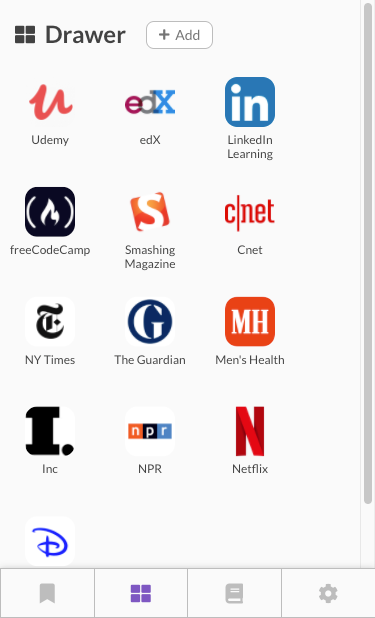 Drawer
+ Add
edX
in
Udemy
edX
LinkedIn
Learning
S
c|net
freeCodeCamp
Smashing
Magazine
Cnet
T
G
MH
NY Times
The Guardian
Men's Health
I.
npr
N
Inc
NPR
Netflix
D